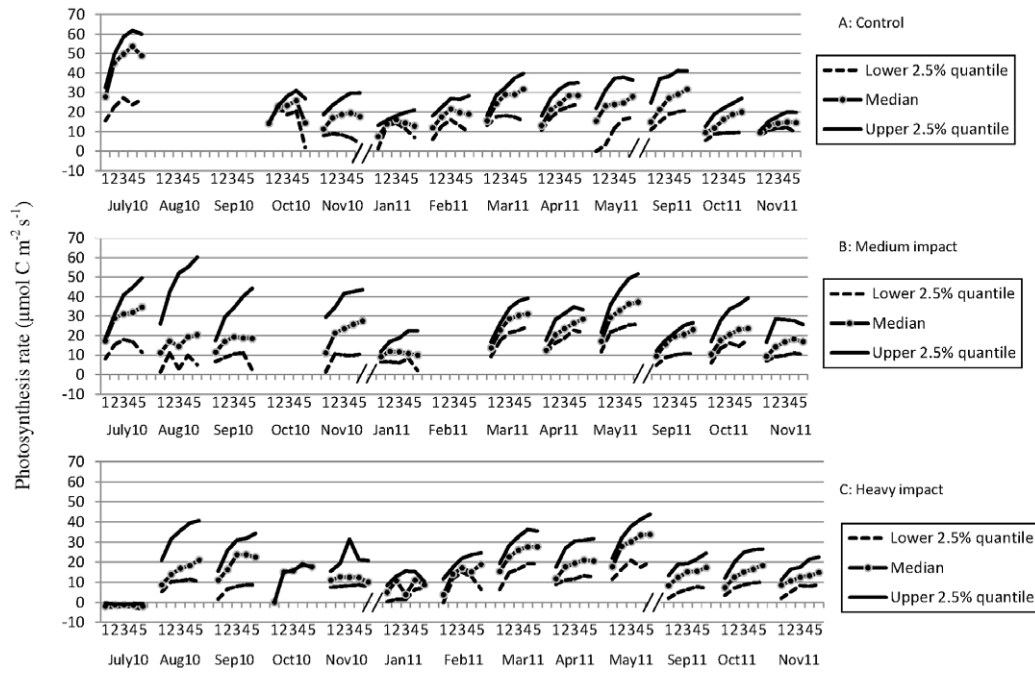 Photosynthesis rate (µmol C m⁻² s⁻¹)
70
60
50
40
30
20
10
0
-10
12345 12345 12345 12345 12345 12345 12345 12345 12345 12345 12345 12345 12345
July10 Aug10 Sep10 Oct10 Nov10 Jan11 Feb11 Mar11 Apr11 May11 Sep11 Oct11 Nov11
A: Control
Lower 2.5% quantile
Median
Upper 2.5% quantile
70
60
50
40
30
20
10
0
-10
12345 12345 12345 12345 12345 12345 12345 12345 12345 12345 12345 12345 12345
July10 Aug10 Sep10 Oct10 Nov10 Jan11 Feb11 Mar11 Apr11 May11 Sep11 Oct11 Nov11
B: Medium impact
Lower 2.5% quantile
Median
Upper 2.5% quantile
70
60
50
40
30
20
10
0
-10
12345 12345 12345 12345 12345 12345 12345 12345 12345 12345 12345 12345 12345
July10 Aug10 Sep10 Oct10 Nov10 Jan11 Feb11 Mar11 Apr11 May11 Sep11 Oct11 Nov11
C: Heavy impact
Lower 2.5% quantile
Median
Upper 2.5% quantile